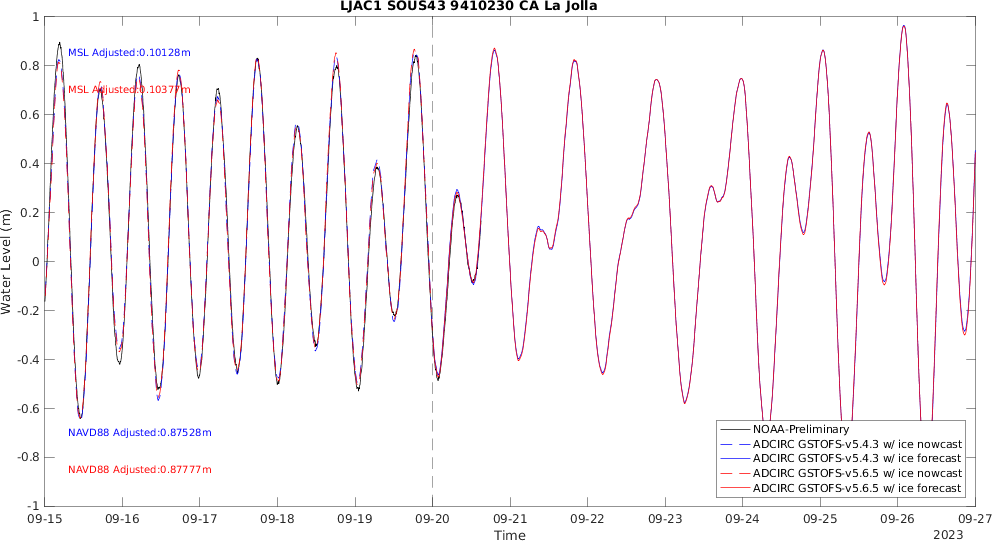 LJAC1 SOUS43 9410230 CA La Jolla
1
0.8
0.6
0.4
0.2
0
-0.2
-0.4
-0.6
-0.8
-1
Water Level (m)
MSL Adjusted:0.10128m
MSL Adjusted:0.10377m
NAVD88 Adjusted:0.87528m
NAVD88 Adjusted:0.87777m
NOAA-Preliminary
ADCIRC GSTOFS-v5.4.3 w/ ice nowcast
ADCIRC GSTOFS-v5.4.3 w/ ice forecast
ADCIRC GSTOFS-v5.6.5 w/ ice nowcast
ADCIRC GSTOFS-v5.6.5 w/ ice forecast
09-15 09-16 09-17 09-18 09-19 09-20 09-21 09-22 09-23 09-24 09-25 09-26 09-27
Time
2023